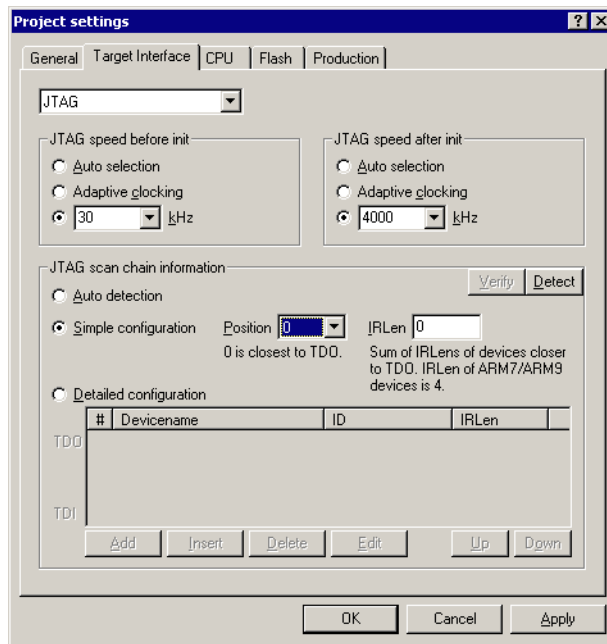 Project settings
General Target Interface CPU Flash Production
JTAG
JTAG speed before init
Auto selection
Adaptive clocking
30 kHz
JTAG speed after init
Auto selection
Adaptive clocking
4000 kHz
JTAG scan chain information
Verify Detect
Auto detection
Simple configuration Position 0 IRLen 0
0 is closest to TDO.
Sum of IRLens of devices closer
to TDO. IRLen of ARM7/ARM9
devices is 4.
Detailed configuration
# Devicename ID IRLen
TDO
TDI
Add Insert Delete Edit Up Down
OK Cancel Apply